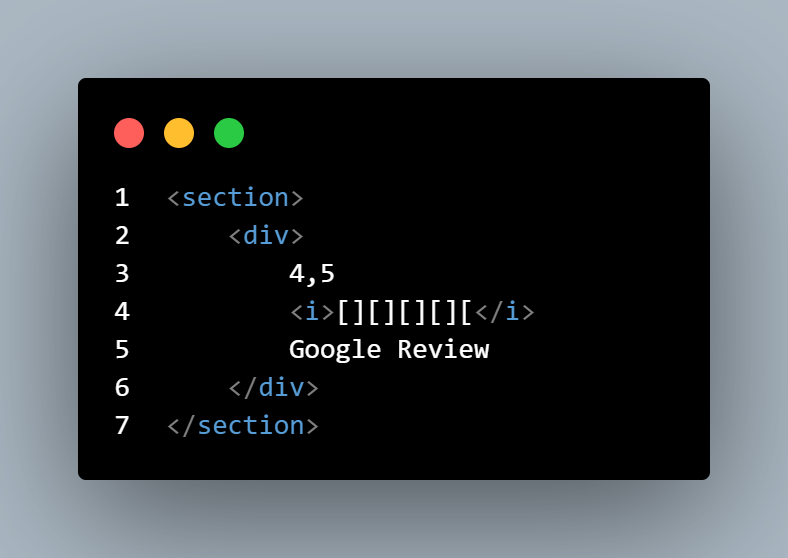 1 <section>
2 <div>
3 4,5
4 <i>[][][][][</i>
5 Google Review
6 </div>
7 </section>